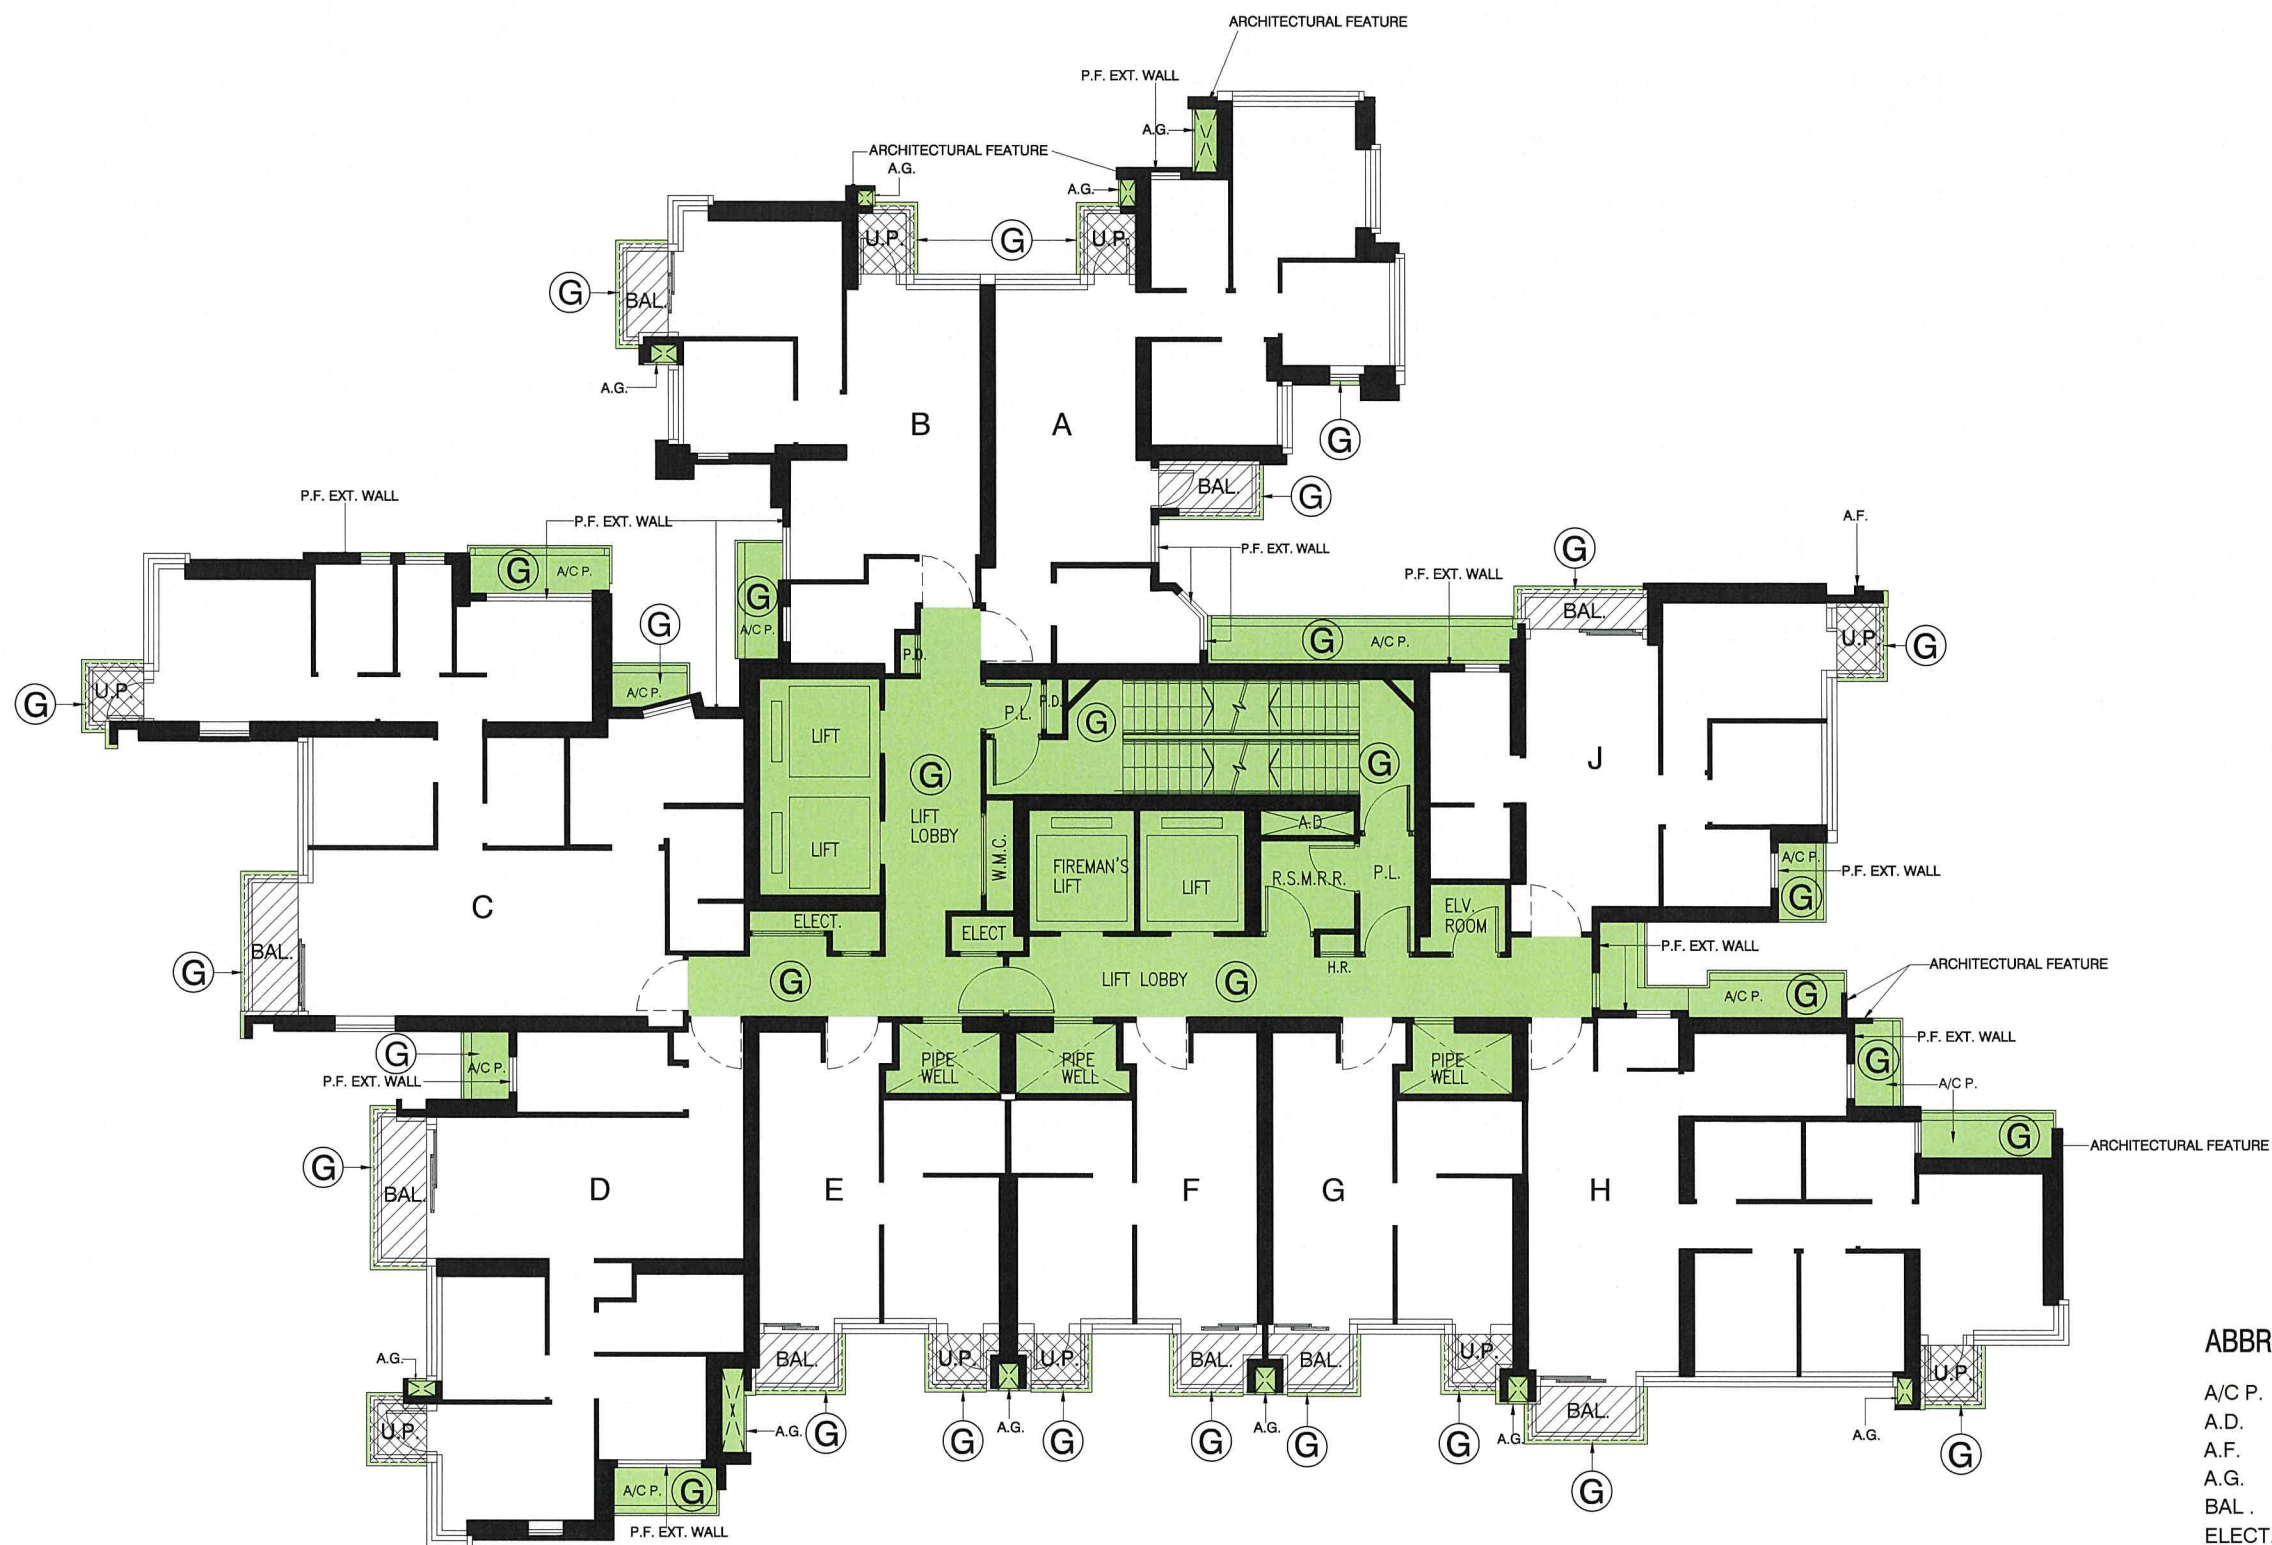 ARCHITECTURAL FEATURE
P.F. EXT. WALL
A.G.
ARCHITECTURAL FEATURE
A.G.
A.G.
U.P.
G
U.P.
G
BAL.
A.G.
B
A
G
BAL.
G
P.F. EXT. WALL
P.F. EXT. WALL
A.F.
P.F. EXT. WALL
G
G
A/C P.
P.F. EXT. WALL
G
A/C P.
BAL.
G
A/C P.
G
A/C P.
U.P.
G
P.D.
G
A/C P.
U.P.
G
P.L.
P.D.
G
LIFT
G
G
J
LIFT
LOBBY
LIFT
W.M.C.
A.D.
FIREMAN'S
LIFT
LIFT
R.S.M.R.R.
P.L.
A/C P.
G
P.F. EXT. WALL
C
ELECT.
ELECT
ELV.
ROOM
BAL.
G
G
LIFT LOBBY
G
H.R.
P.F. EXT. WALL
ARCHITECTURAL FEATURE
A/C P.
G
G
A/C P.
P.F. EXT. WALL
PIPE
WELL
PIPE
WELL
PIPE
WELL
P.F. EXT. WALL
G
A/C P.
G
ARCHITECTURAL FEATURE
G
BAL.
D
E
F
G
H
A.G.
U.P.
BAL.
U.P.
U.P.
BAL.
BAL.
U.P.
BAL.
U.P.
A.G.
G
G
A.G.
G
G
A.G.
G
G
A.G.
A.G.
G
A/C P.
G
G
P.F. EXT. WALL
ABBR
A/C P.
A.D.
A.F.
A.G.
BAL .
ELECT.